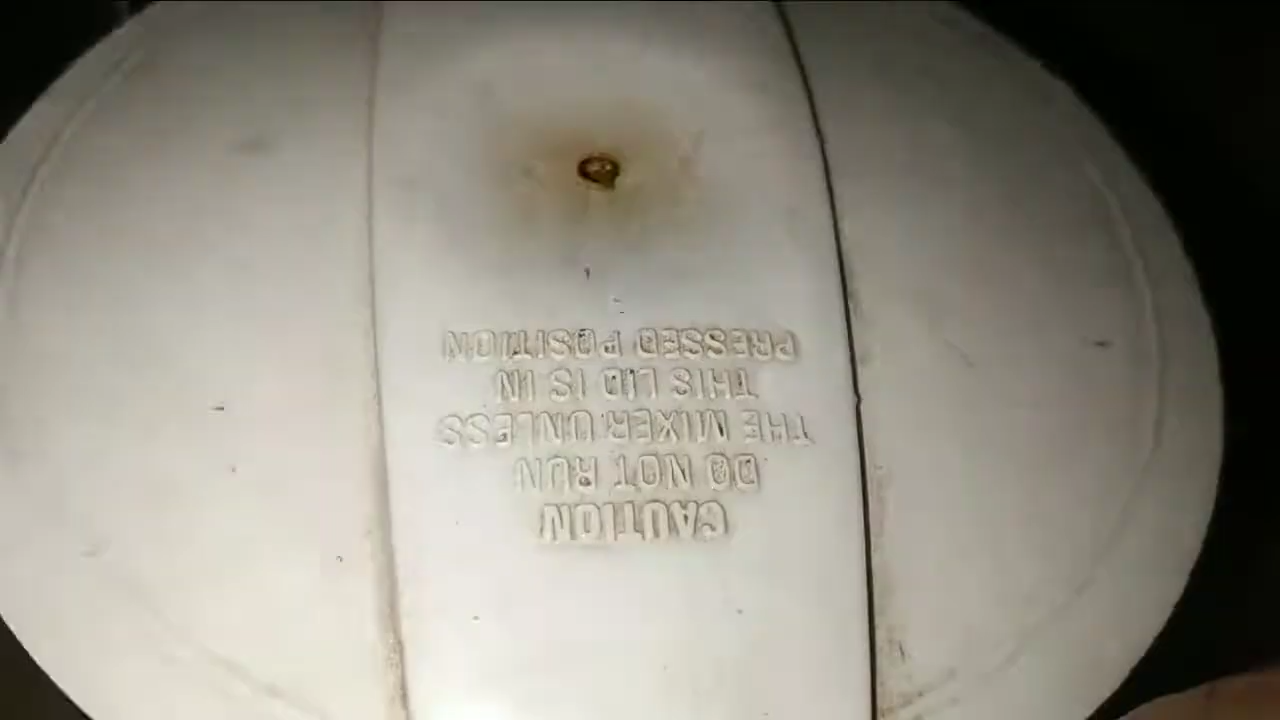 CAUTION
DO NOT RUN
THE MIXER UNLESS
THIS LID IS IN
PRESSED POSITION